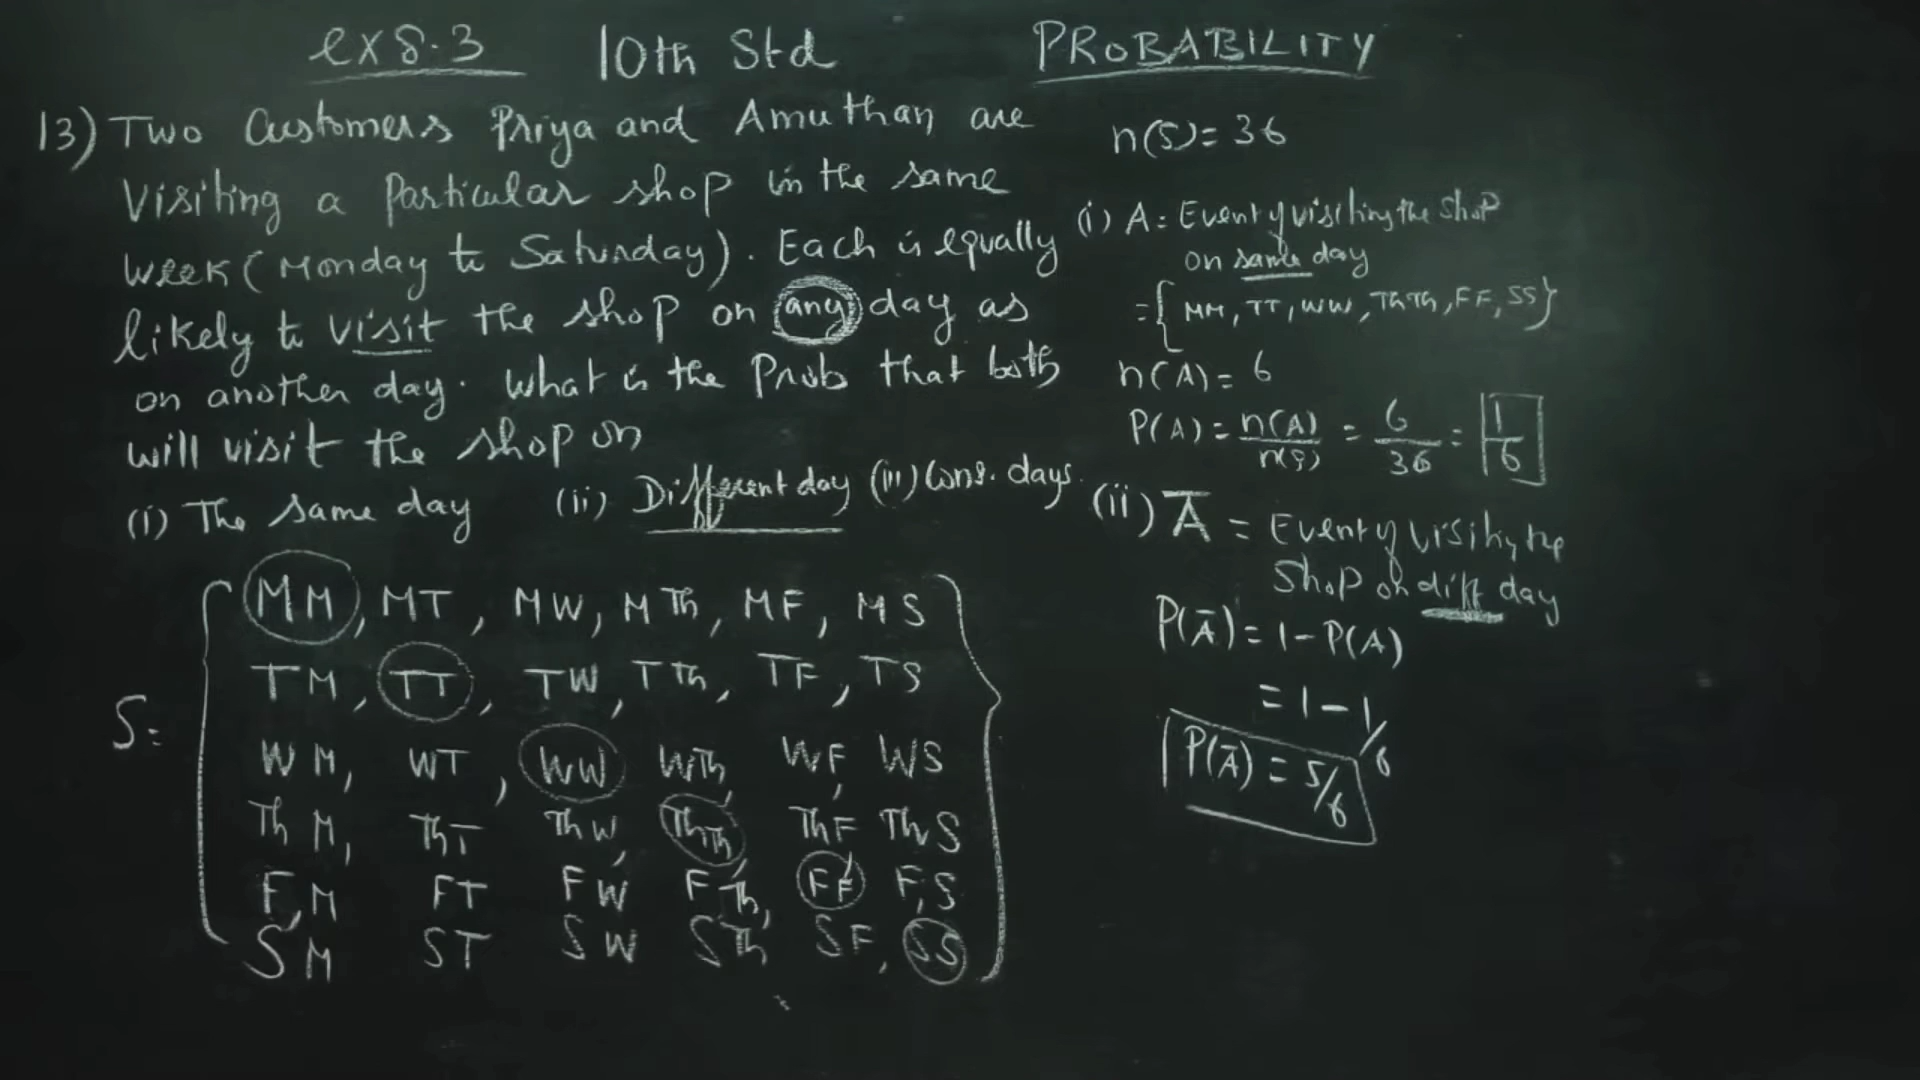 ex 8.3 10th Std PROBABILITY
13) Two Customers Priya and Amuthan are
visiting a Particular shop in the same
week (Monday to Saturday). Each is equally
likely to visit the shop on any day as
on another day. What is the Prob that both
will visit the shop on
(i) The same day (ii) Different day (iii) Cons. days.
S =
MM, MT, MW, MTh, MF, MS
TM, TT, TW, TTh, TF, TS
WM, WT, WW, WTh, WF, WS
ThM, ThT ThW, ThTh, ThF ThS
F,M FT FW FTh, FF F,S
SM ST SW STh SF, SS
n(S) = 36
(i) A = Event of visiting the shop
on same day
= { MM, TT, WW, ThTh, FF, SS}
n(A) = 6
P(A) = n(A)/n(S) = 6/36 = 1/6
(ii) Ā = Event of visiting the
Shop on diff day
P(Ā) = 1 - P(A)
= 1 - 1/6
P(Ā) = 5/6